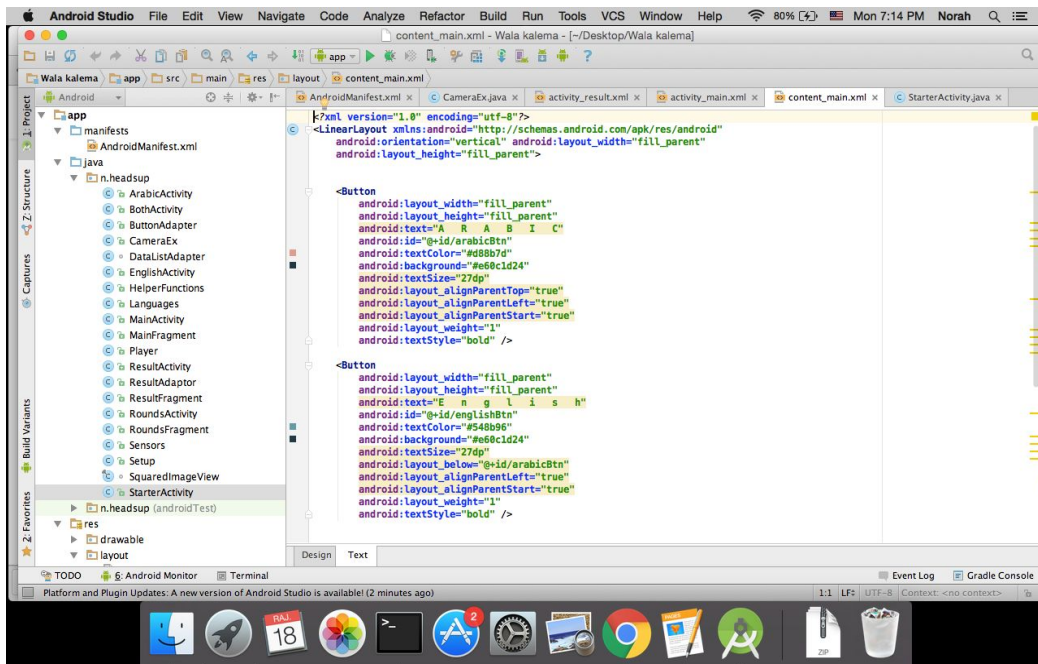 Android Studio File Edit View Navigate Code Analyze Refactor Build Run Tools VCS Window Help 80% Mon 7:14 PM Norah
content_main.xml - Wala kalema - [~/Desktop/Wala kalema]
app
Wala kalema app src main res layout content_main.xml
Android
AndroidManifest.xml CameraEx.java activity_result.xml activity_main.xml content_main.xml StarterActivity.java
1: Project
Z: Structure
Captures
Build Variants
2: Favorites
app
manifests
AndroidManifest.xml
java
n.headsup
ArabicActivity
BothActivity
ButtonAdapter
CameraEx
DataListAdapter
EnglishActivity
HelperFunctions
Languages
MainActivity
MainFragment
Player
ResultActivity
ResultAdaptor
ResultFragment
RoundsActivity
RoundsFragment
Sensors
Setup
SquaredImageView
StarterActivity
n.headsup (androidTest)
res
drawable
layout
<?xml version="1.0" encoding="utf-8"?>
<LinearLayout xmlns:android="http://schemas.android.com/apk/res/android"
android:orientation="vertical" android:layout_width="fill_parent"
android:layout_height="fill_parent">
<Button
android:layout_width="fill_parent"
android:layout_height="fill_parent"
android:text="A R A B I C"
android:id="@+id/arabicBtn"
android:textColor="#d88b7d"
android:background="#e60c1d24"
android:textSize="27dp"
android:layout_alignParentTop="true"
android:layout_alignParentLeft="true"
android:layout_alignParentStart="true"
android:layout_weight="1"
android:textStyle="bold" />
<Button
android:layout_width="fill_parent"
android:layout_height="fill_parent"
android:text="E n g l i s h"
android:id="@+id/englishBtn"
android:textColor="#548b96"
android:background="#e60c1d24"
android:textSize="27dp"
android:layout_below="@+id/arabicBtn"
android:layout_alignParentLeft="true"
android:layout_alignParentStart="true"
android:layout_weight="1"
android:textStyle="bold" />
Design Text
TODO 6: Android Monitor Terminal Event Log Gradle Console
Platform and Plugin Updates: A new version of Android Studio is available! (2 minutes ago) 1:1 LF÷ UTF-8 Context: <no context>
RAJ.
18
2
ZIP